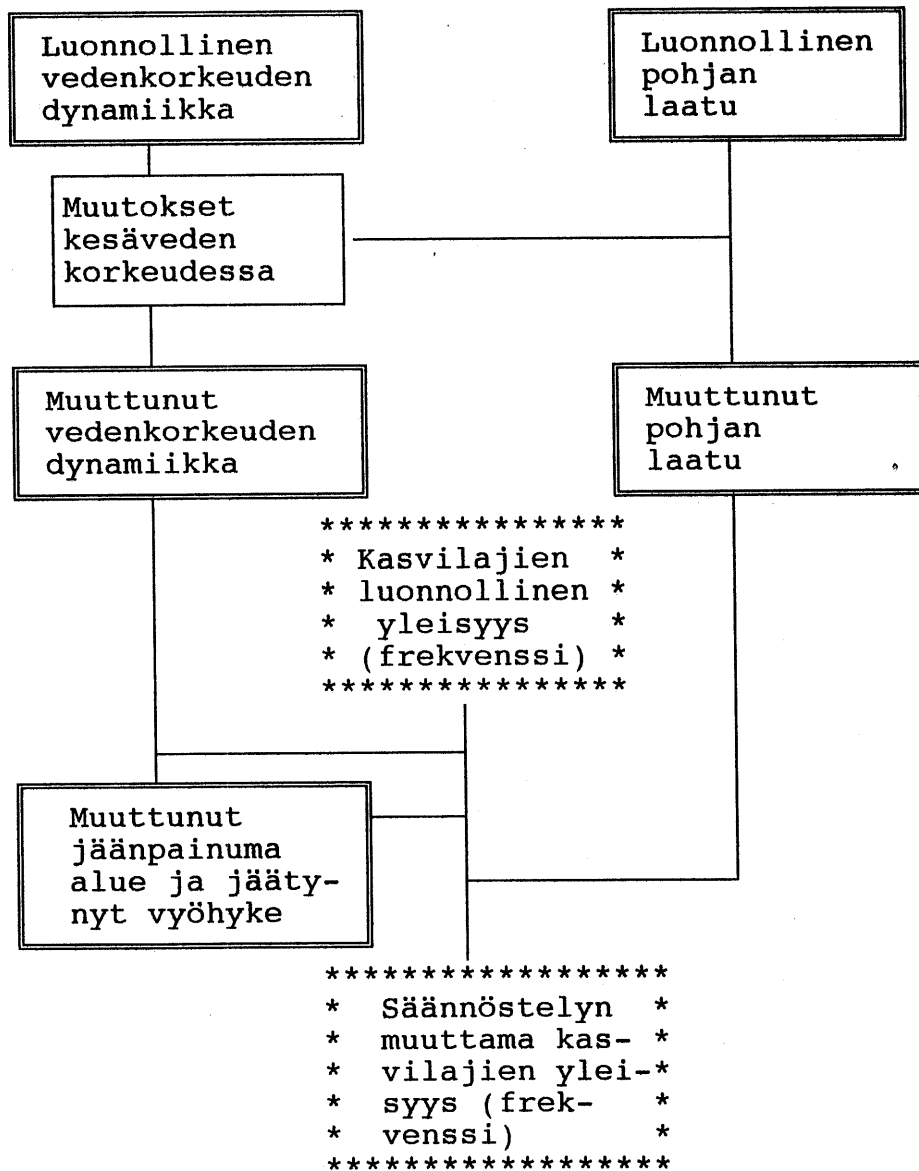 Luonnollinen
vedenkorkeuden
dynamiikka
Luonnollinen
pohjan
laatu
Muutokset
kesäveden
korkeudessa
Muuttunut
vedenkorkeuden
dynamiikka
Muuttunut
pohjan
laatu
****************
* Kasvilajien *
* luonnollinen *
* yleisyys *
* (frekvenssi) *
****************
Muuttunut
jäänpainuma
alue ja jääty-
nyt vyöhyke
******************
* Säännöstelyn *
* muuttama kas- *
* vilajien ylei-*
* syys (frek- *
* venssi) *
******************